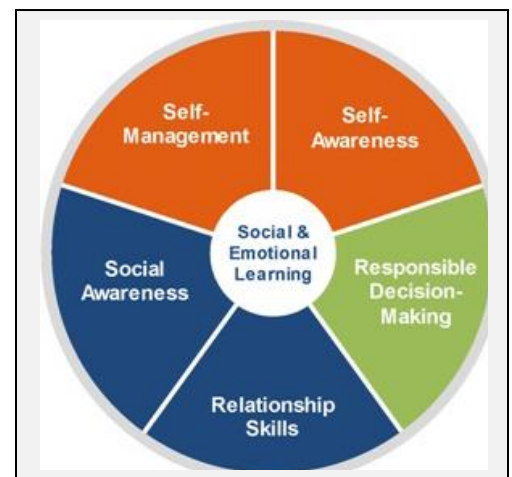 Self-
Management
Self-
Awareness
Social &
Emotional
Learning
Social
Awareness
Responsible
Decision-
Making
Relationship
Skills